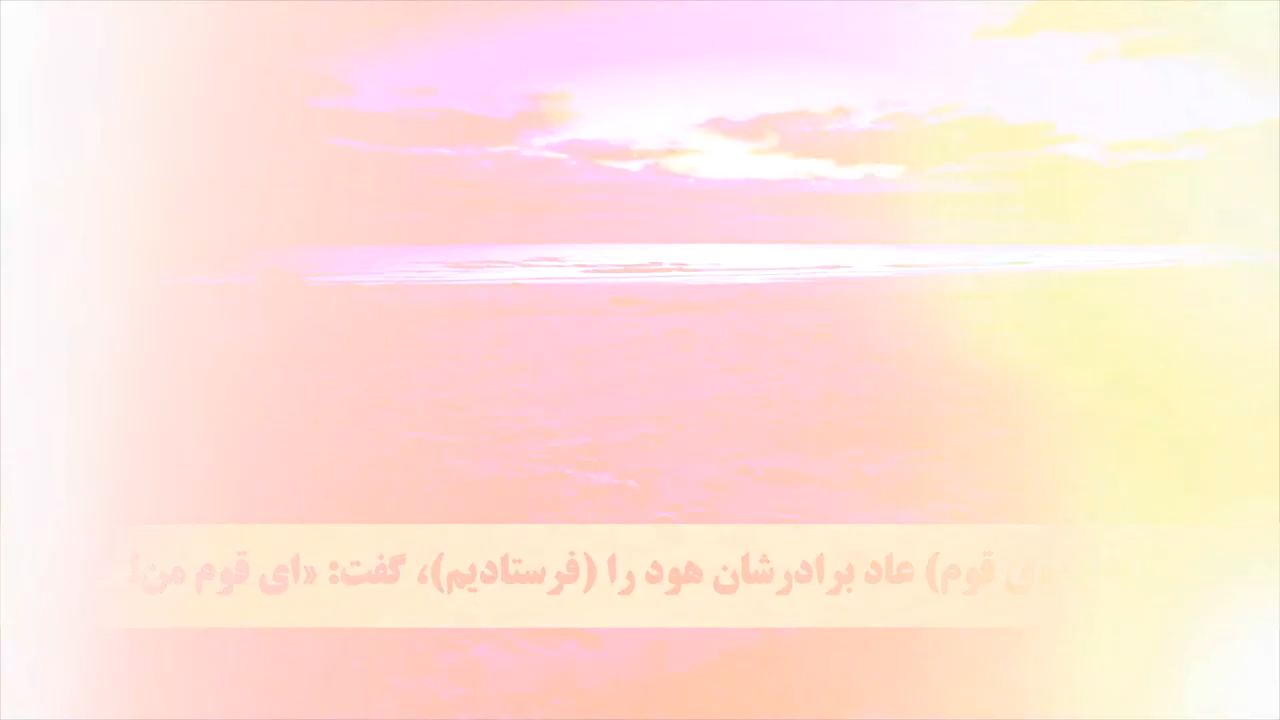 قوم) عاد برادرشان هود را (فرستادیم)، گفت: «ای قوم من!